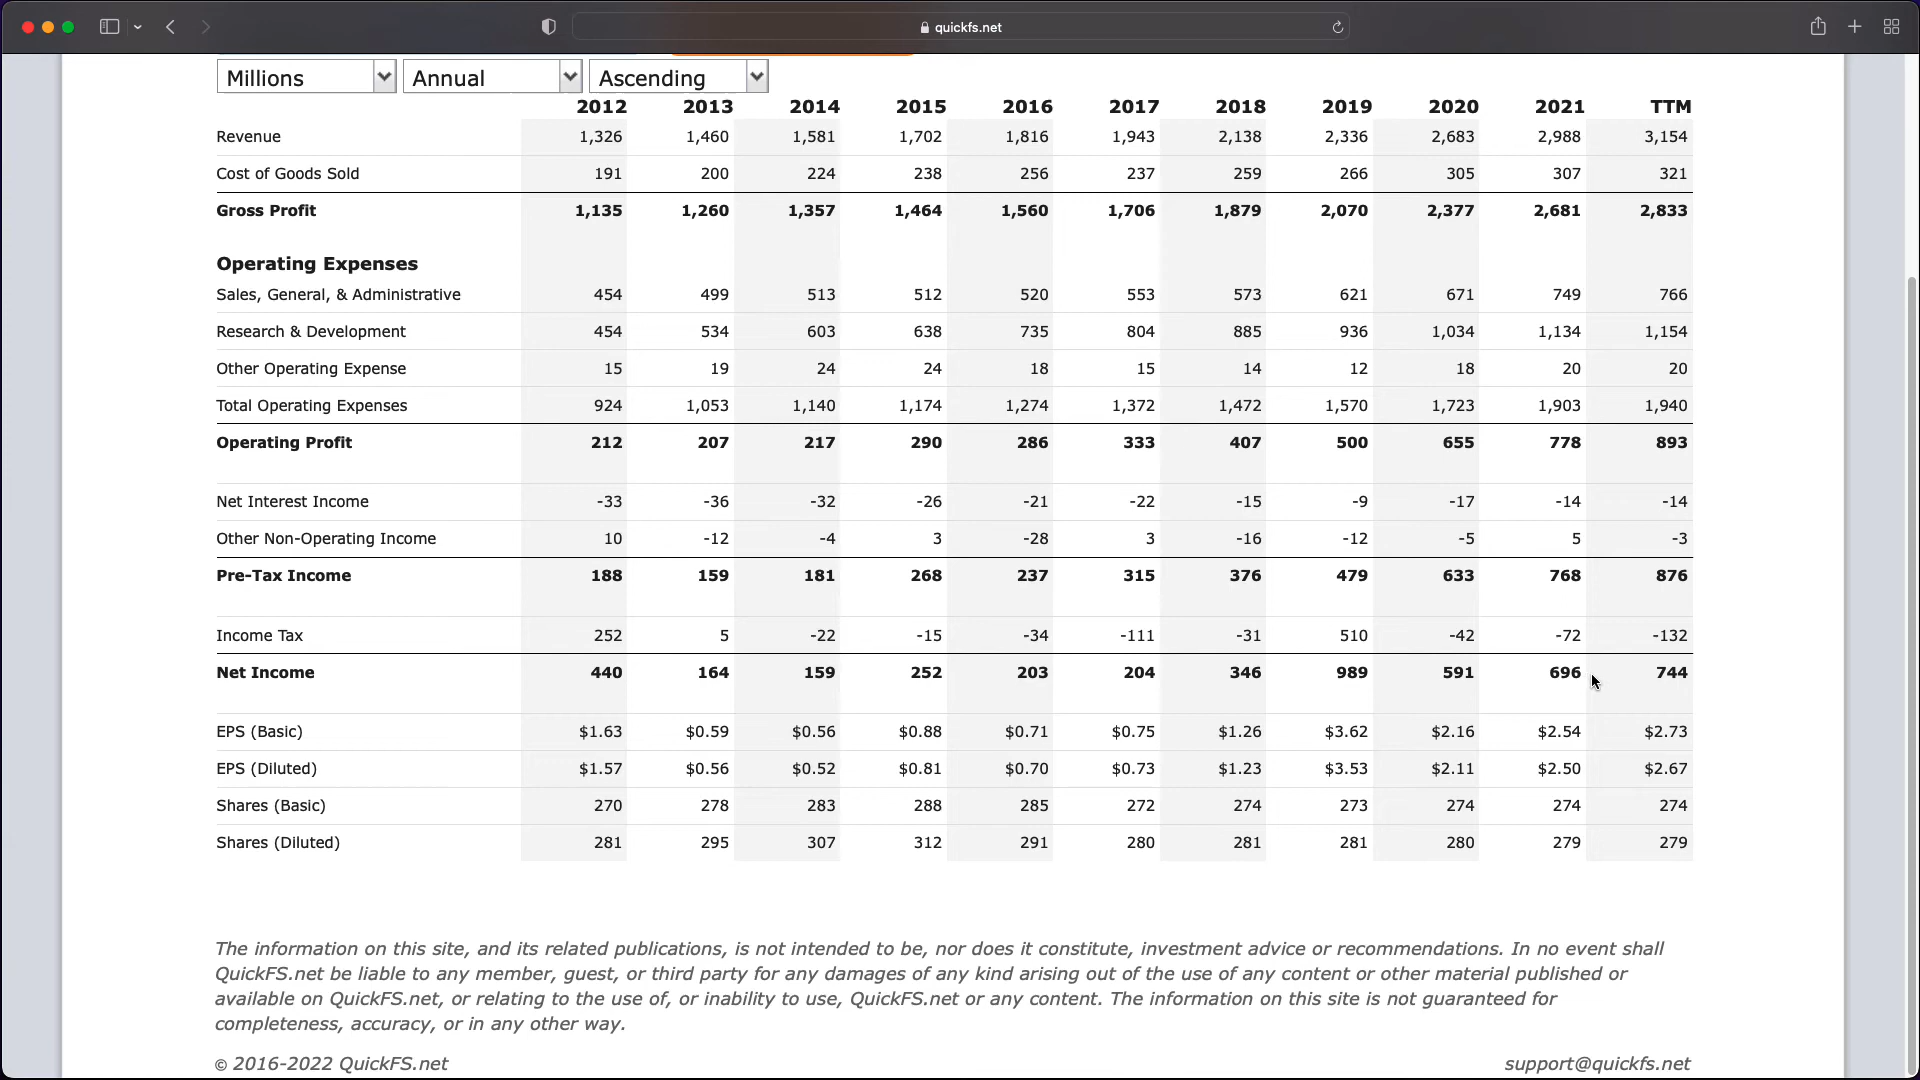 quickfs.net
Millions Annual Ascending
2012 2013 2014 2015 2016 2017 2018 2019 2020 2021 TTM
Revenue 1,326 1,460 1,581 1,702 1,816 1,943 2,138 2,336 2,683 2,988 3,154
Cost of Goods Sold 191 200 224 238 256 237 259 266 305 307 321
Gross Profit 1,135 1,260 1,357 1,464 1,560 1,706 1,879 2,070 2,377 2,681 2,833
Operating Expenses
Sales, General, & Administrative 454 499 513 512 520 553 573 621 671 749 766
Research & Development 454 534 603 638 735 804 885 936 1,034 1,134 1,154
Other Operating Expense 15 19 24 24 18 15 14 12 18 20 20
Total Operating Expenses 924 1,053 1,140 1,174 1,274 1,372 1,472 1,570 1,723 1,903 1,940
Operating Profit 212 207 217 290 286 333 407 500 655 778 893
Net Interest Income -33 -36 -32 -26 -21 -22 -15 -9 -17 -14 -14
Other Non-Operating Income 10 -12 -4 3 -28 3 -16 -12 -5 5 -3
Pre-Tax Income 188 159 181 268 237 315 376 479 633 768 876
Income Tax 252 5 -22 -15 -34 -111 -31 510 -42 -72 -132
Net Income 440 164 159 252 203 204 346 989 591 696 744
EPS (Basic) $1.63 $0.59 $0.56 $0.88 $0.71 $0.75 $1.26 $3.62 $2.16 $2.54 $2.73
EPS (Diluted) $1.57 $0.56 $0.52 $0.81 $0.70 $0.73 $1.23 $3.53 $2.11 $2.50 $2.67
Shares (Basic) 270 278 283 288 285 272 274 273 274 274 274
Shares (Diluted) 281 295 307 312 291 280 281 281 280 279 279
The information on this site, and its related publications, is not intended to be, nor does it constitute, investment advice or recommendations. In no event shall
QuickFS.net be liable to any member, guest, or third party for any damages of any kind arising out of the use of any content or other material published or
available on QuickFS.net, or relating to the use of, or inability to use, QuickFS.net or any content. The information on this site is not guaranteed for
completeness, accuracy, or in any other way.
© 2016-2022 QuickFS.net support@quickfs.net